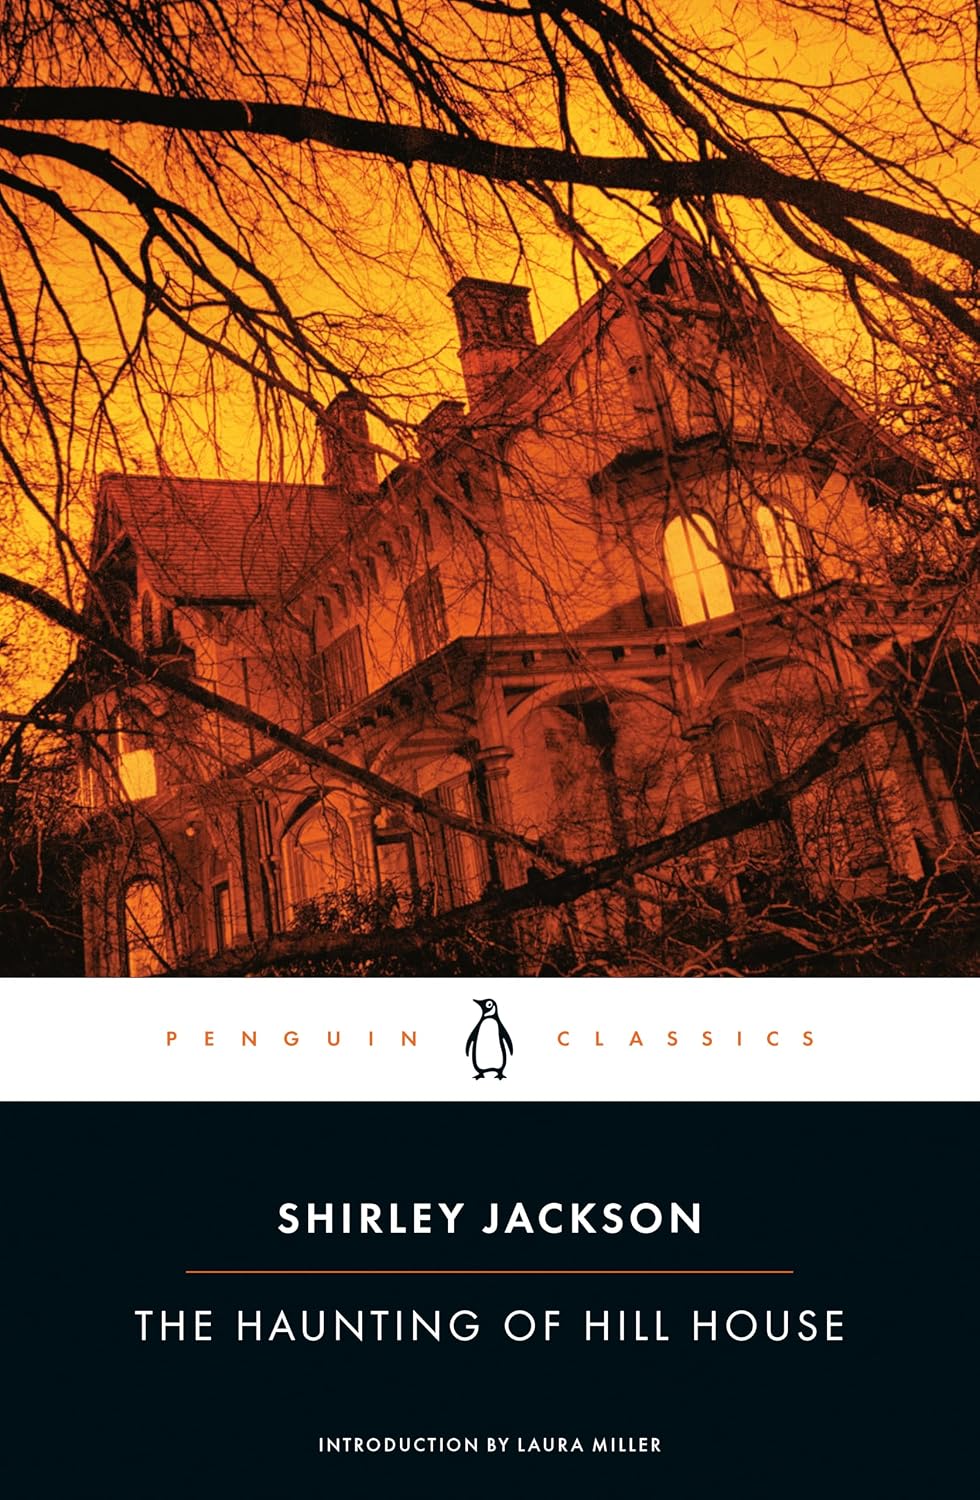 PENGUIN CLASSICS
SHIRLEY JACKSON
THE HAUNTING OF HILL HOUSE
INTRODUCTION BY LAURA MILLER